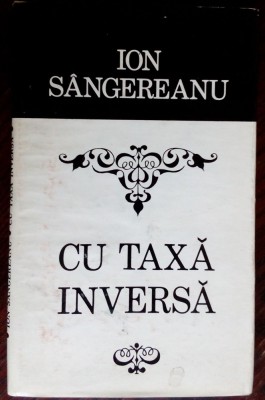 ION
SÂNGEREANU
CU TAXĂ
INVERSĂ